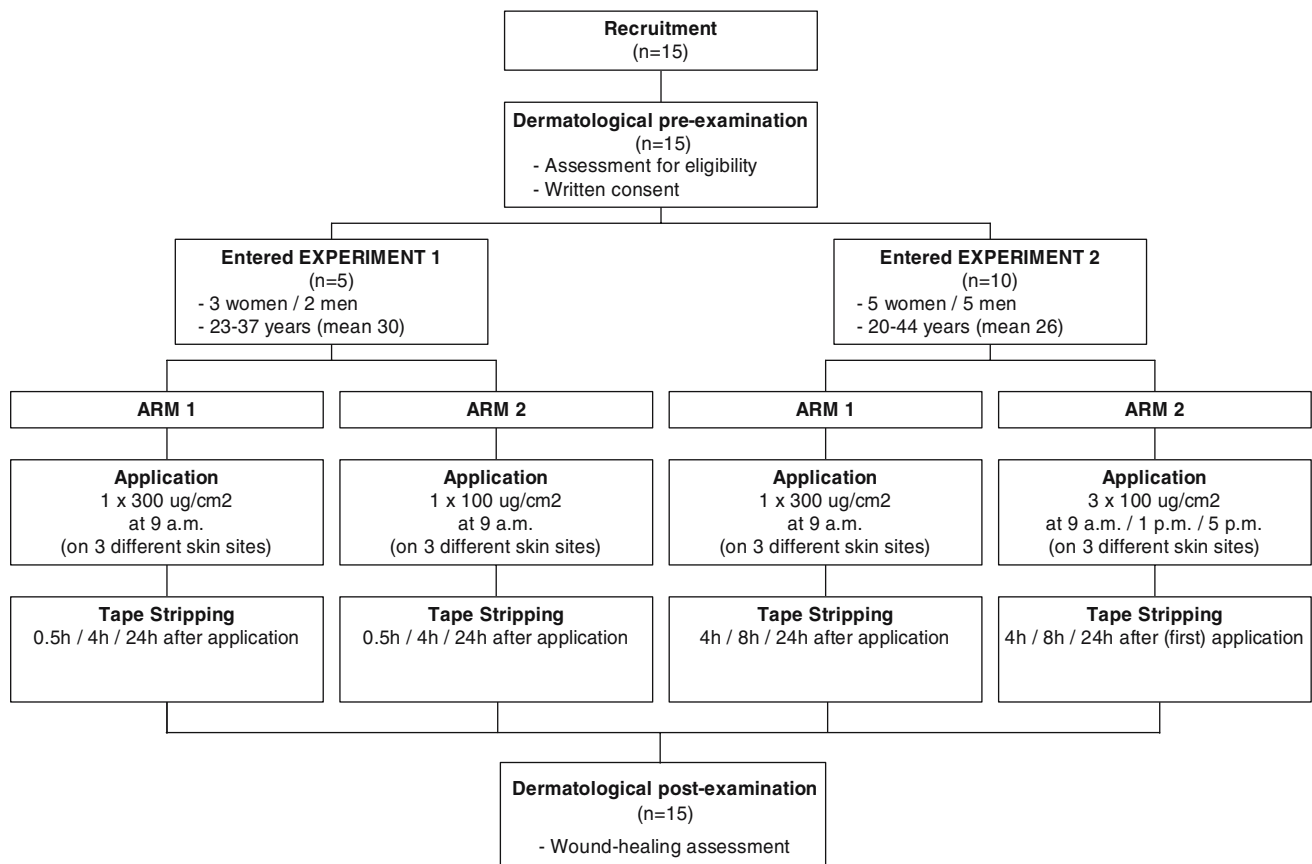 Recruitment
(n=15)
Dermatological pre-examination
(n=15)
- Assessment for eligibility
- Written consent
Entered EXPERIMENT 1
(n=5)
- 3 women / 2 men
- 23-37 years (mean 30)
Entered EXPERIMENT 2
(n=10)
- 5 women / 5 men
- 20-44 years (mean 26)
ARM 1
ARM 2
ARM 1
ARM 2
Application
1 x 300 ug/cm2
at 9 a.m.
(on 3 different skin sites)
Application
1 x 100 ug/cm2
at 9 a.m.
(on 3 different skin sites)
Application
1 x 300 ug/cm2
at 9 a.m.
(on 3 different skin sites)
Application
3 x 100 ug/cm2
at 9 a.m. / 1 p.m. / 5 p.m.
(on 3 different skin sites)
Tape Stripping
0.5h / 4h / 24h after application
Tape Stripping
0.5h / 4h / 24h after application
Tape Stripping
4h / 8h / 24h after application
Tape Stripping
4h / 8h / 24h after (first) application
Dermatological post-examination
(n=15)
- Wound-healing assessment